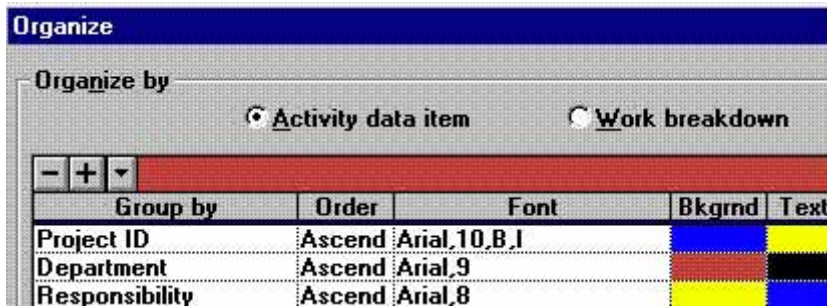 Organize
Organize by
Activity data item Work breakdown
Group by Order Font Bkgrnd Text
Project ID Ascend Arial,10,B,I
Department Ascend Arial,9
Responsibility Ascend Arial,8